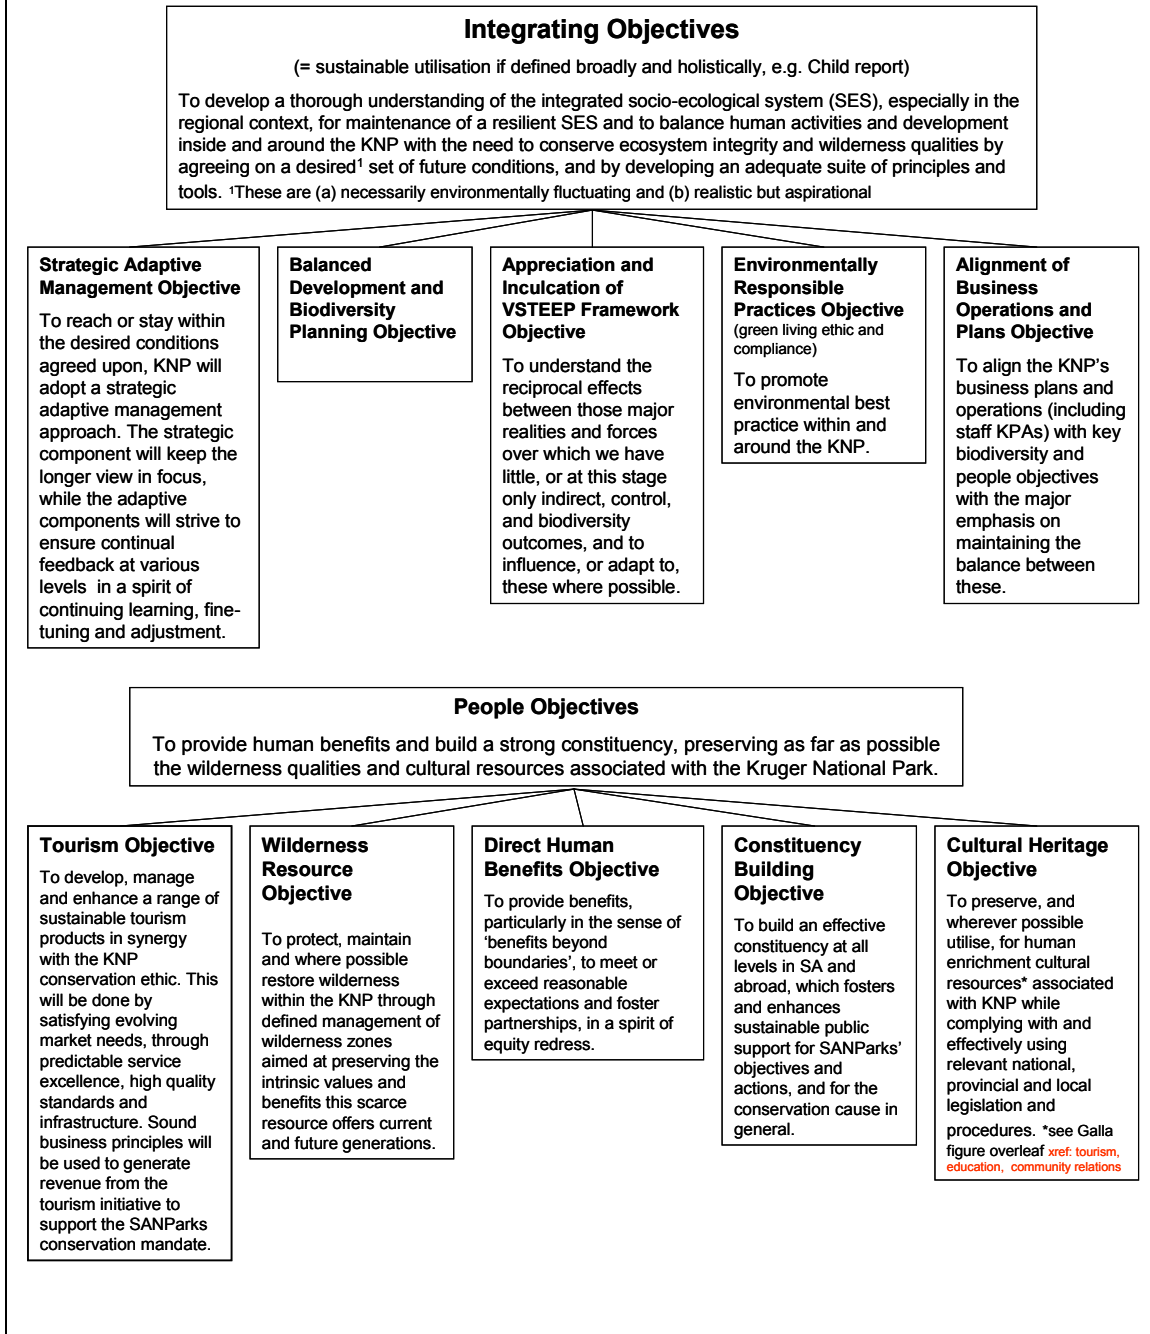 Integrating Objectives
(= sustainable utilisation if defined broadly and holistically, e.g. Child report)
To develop a thorough understanding of the integrated socio-ecological system (SES), especially in the
regional context, for maintenance of a resilient SES and to balance human activities and development
inside and around the KNP with the need to conserve ecosystem integrity and wilderness qualities by
agreeing on a desired¹ set of future conditions, and by developing an adequate suite of principles and
tools. ¹These are (a) necessarily environmentally fluctuating and (b) realistic but aspirational
Strategic Adaptive
Management Objective
To reach or stay within
the desired conditions
agreed upon, KNP will
adopt a strategic
adaptive management
approach. The strategic
component will keep the
longer view in focus,
while the adaptive
components will strive to
ensure continual
feedback at various
levels in a spirit of
continuing learning, fine-
tuning and adjustment.
Balanced
Development and
Biodiversity
Planning Objective
Appreciation and
Inculcation of
VSTEEP Framework
Objective
To understand the
reciprocal effects
between those major
realities and forces
over which we have
little, or at this stage
only indirect, control,
and biodiversity
outcomes, and to
influence, or adapt to,
these where possible.
Environmentally
Responsible
Practices Objective
(green living ethic and
compliance)
To promote
environmental best
practice within and
around the KNP.
Alignment of
Business
Operations and
Plans Objective
To align the KNP’s
business plans and
operations (including
staff KPAs) with key
biodiversity and
people objectives
with the major
emphasis on
maintaining the
balance between
these.
People Objectives
To provide human benefits and build a strong constituency, preserving as far as possible
the wilderness qualities and cultural resources associated with the Kruger National Park.
Tourism Objective
To develop, manage
and enhance a range of
sustainable tourism
products in synergy
with the KNP
conservation ethic. This
will be done by
satisfying evolving
market needs, through
predictable service
excellence, high quality
standards and
infrastructure. Sound
business principles will
be used to generate
revenue from the
tourism initiative to
support the SANParks
conservation mandate.
Wilderness
Resource
Objective
To protect, maintain
and where possible
restore wilderness
within the KNP through
defined management of
wilderness zones
aimed at preserving the
intrinsic values and
benefits this scarce
resource offers current
and future generations.
Direct Human
Benefits Objective
To provide benefits,
particularly in the sense of
‘benefits beyond
boundaries’, to meet or
exceed reasonable
expectations and foster
partnerships, in a spirit of
equity redress.
Constituency
Building
Objective
To build an effective
constituency at all
levels in SA and
abroad, which fosters
and enhances
sustainable public
support for SANParks’
objectives and
actions, and for the
conservation cause in
general.
Cultural Heritage
Objective
To preserve, and
wherever possible
utilise, for human
enrichment cultural
resources* associated
with KNP while
complying with and
effectively using
relevant national,
provincial and local
legislation and
procedures. *see Galla
figure overleaf xref: tourism,
education, community relations